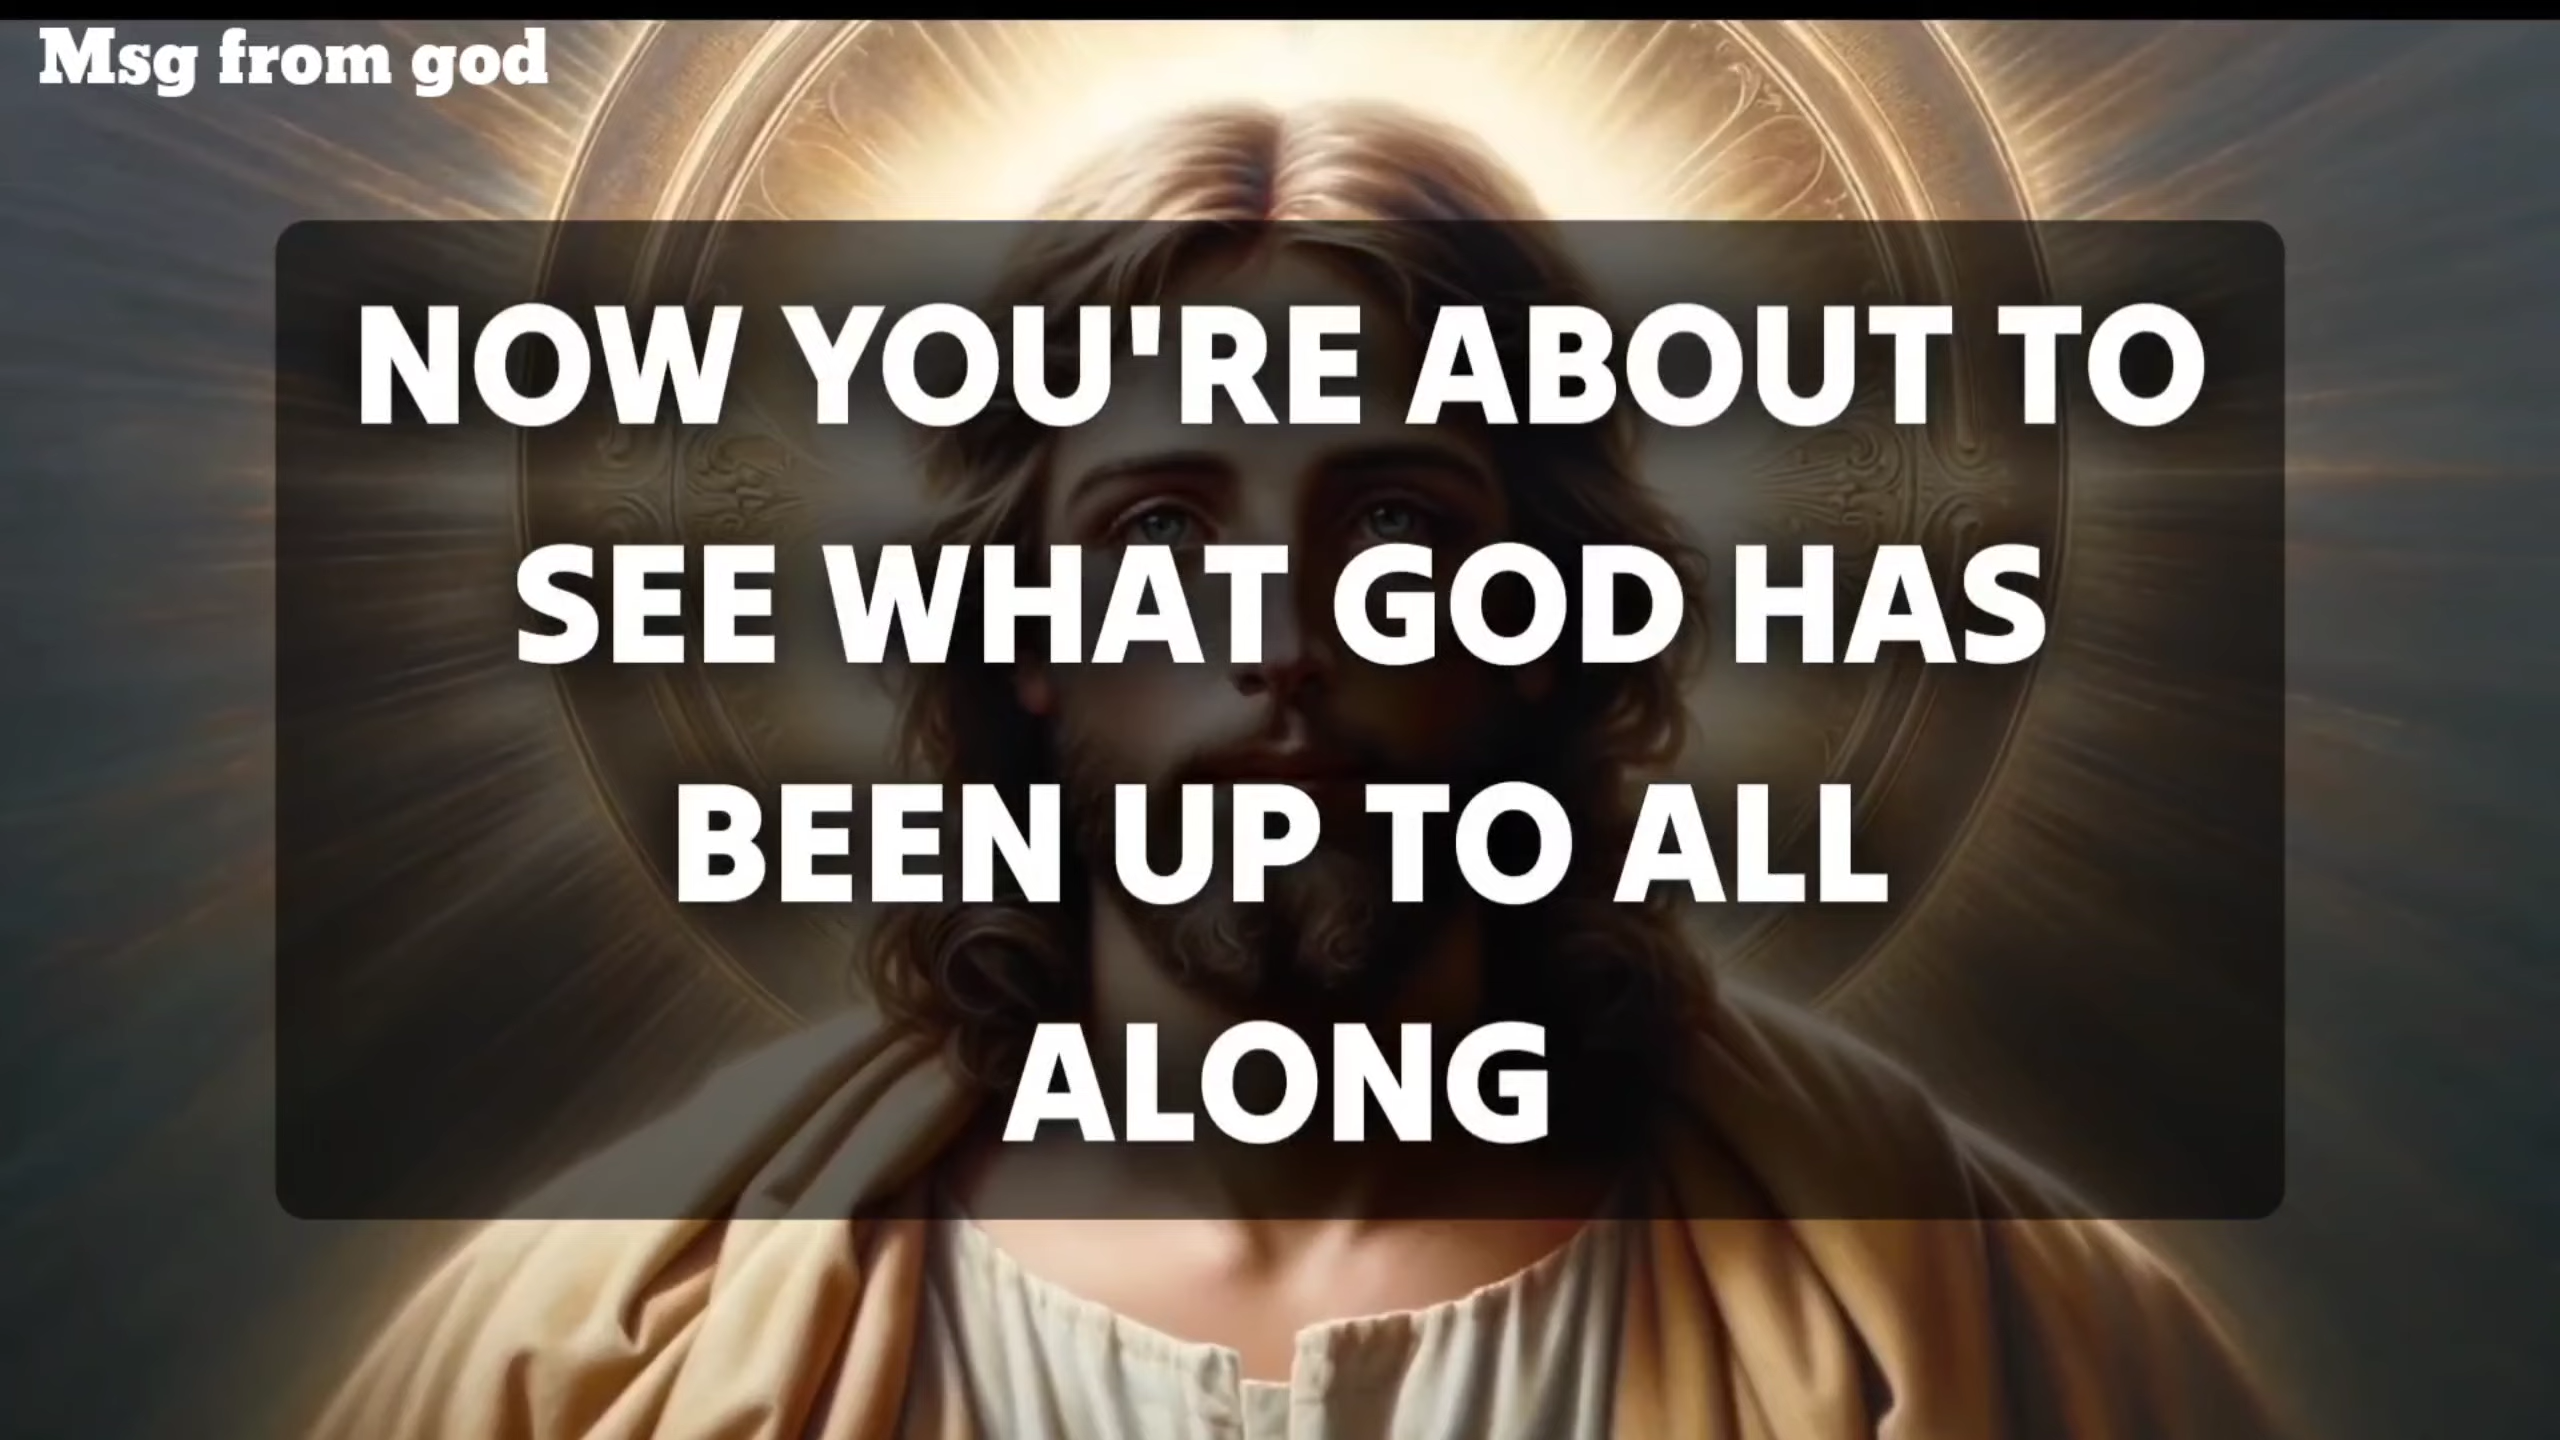 Msg from god
NOW YOU'RE ABOUT TO
SEE WHAT GOD HAS
BEEN UP TO ALL
ALONG